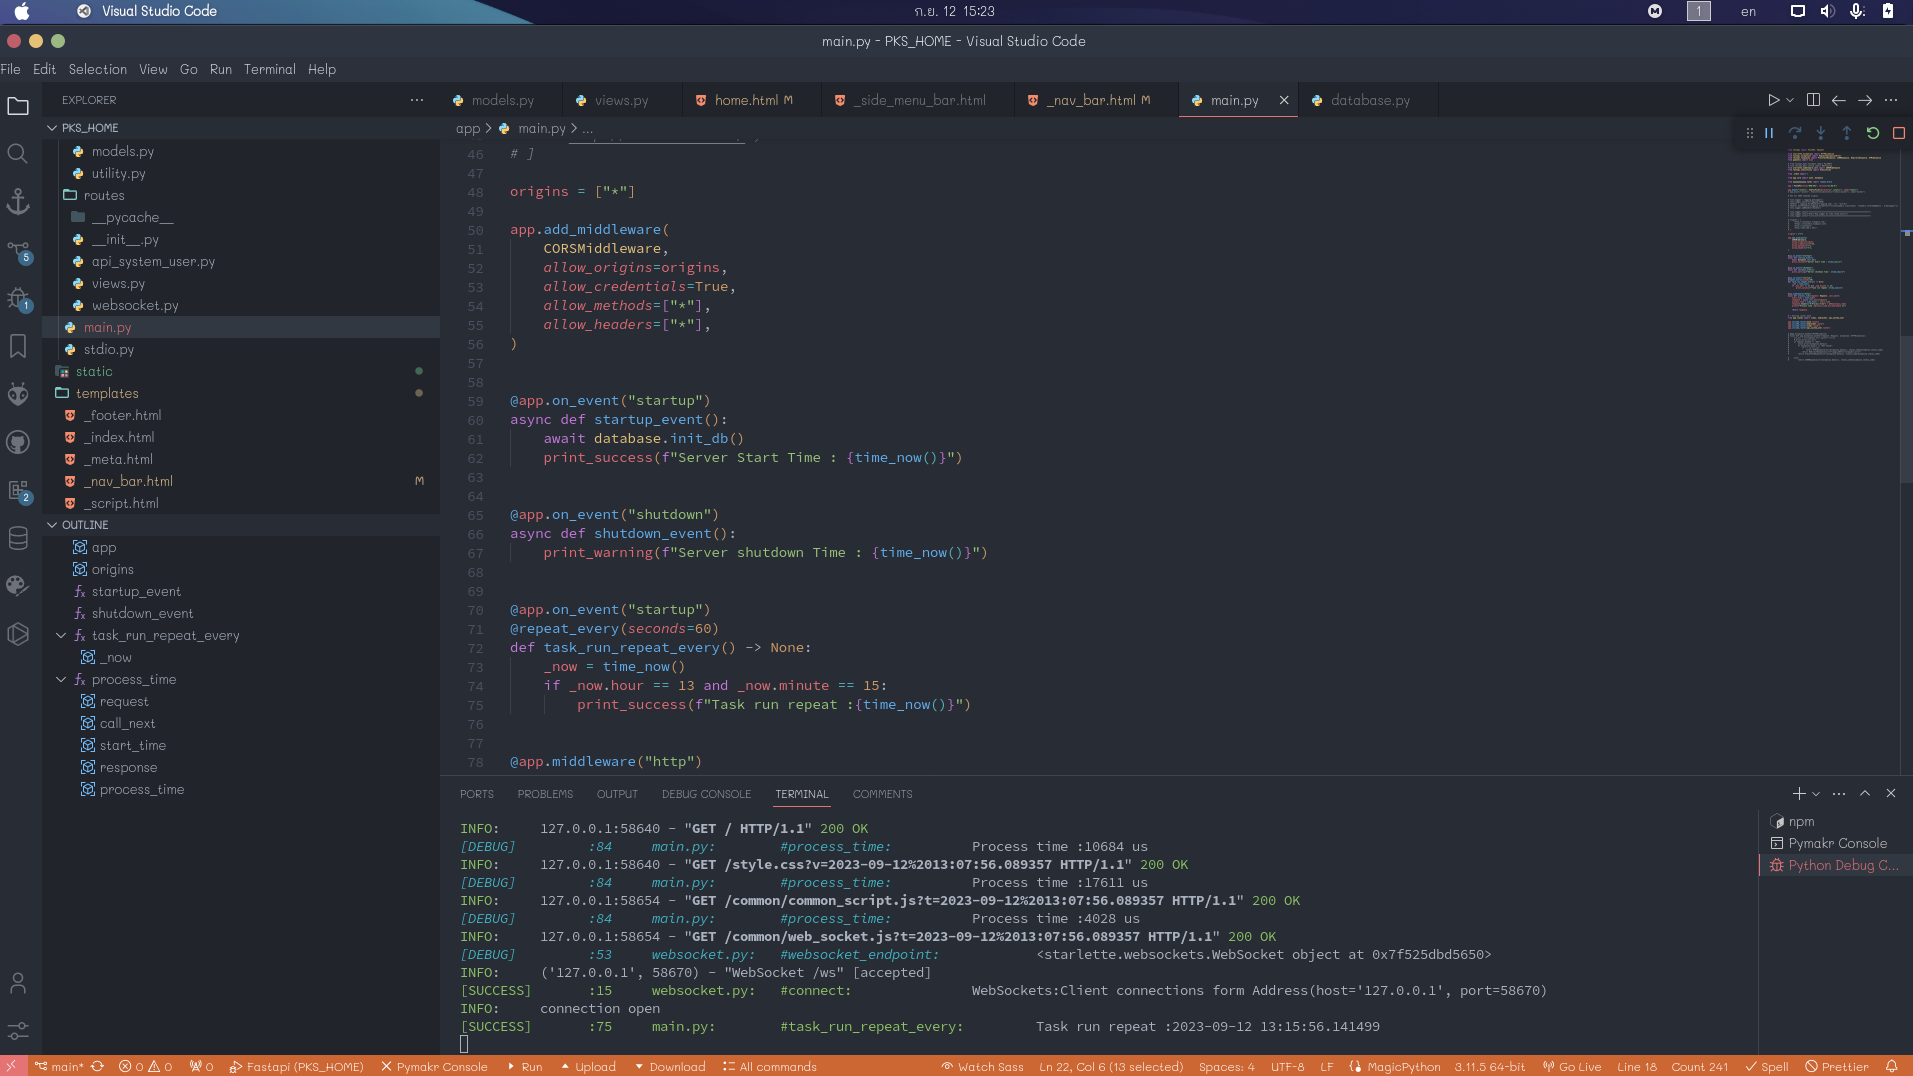 Visual Studio Code
ก.ย. 12 15:23
1
en
main.py - PKS_HOME - Visual Studio Code
File Edit Selection View Go Run Terminal Help
EXPLORER
PKS_HOME
models.py
utility.py
routes
__pycache__
__init__.py
api_system_user.py
views.py
websocket.py
main.py
stdio.py
static
templates
_footer.html
_index.html
_meta.html
_nav_bar.html M
_script.html
OUTLINE
app
origins
startup_event
shutdown_event
task_run_repeat_every
_now
process_time
request
call_next
start_time
response
process_time
5
1
2
models.py views.py home.html M _side_menu_bar.html _nav_bar.html M main.py database.py
app > main.py > ...
46 # ]
47
48 origins = ["*"]
49
50 app.add_middleware(
51 CORSMiddleware,
52 allow_origins=origins,
53 allow_credentials=True,
54 allow_methods=["*"],
55 allow_headers=["*"],
56 )
57
58
59 @app.on_event("startup")
60 async def startup_event():
61 await database.init_db()
62 print_success(f"Server Start Time : {time_now()}")
63
64
65 @app.on_event("shutdown")
66 async def shutdown_event():
67 print_warning(f"Server shutdown Time : {time_now()}")
68
69
70 @app.on_event("startup")
71 @repeat_every(seconds=60)
72 def task_run_repeat_every() -> None:
73 _now = time_now()
74 if _now.hour == 13 and _now.minute == 15:
75 print_success(f"Task run repeat :{time_now()}")
76
77
78 @app.middleware("http")
PORTS PROBLEMS OUTPUT DEBUG CONSOLE TERMINAL COMMENTS
INFO: 127.0.0.1:58640 - "GET / HTTP/1.1" 200 OK
[DEBUG] :84 main.py: #process_time: Process time :10684 us
INFO: 127.0.0.1:58640 - "GET /style.css?v=2023-09-12%2013:07:56.089357 HTTP/1.1" 200 OK
[DEBUG] :84 main.py: #process_time: Process time :17611 us
INFO: 127.0.0.1:58654 - "GET /common/common_script.js?t=2023-09-12%2013:07:56.089357 HTTP/1.1" 200 OK
[DEBUG] :84 main.py: #process_time: Process time :4028 us
INFO: 127.0.0.1:58654 - "GET /common/web_socket.js?t=2023-09-12%2013:07:56.089357 HTTP/1.1" 200 OK
[DEBUG] :53 websocket.py: #websocket_endpoint: <starlette.websockets.WebSocket object at 0x7f525dbd5650>
INFO: ('127.0.0.1', 58670) - "WebSocket /ws" [accepted]
[SUCCESS] :15 websocket.py: #connect: WebSockets:Client connections form Address(host='127.0.0.1', port=58670)
INFO: connection open
[SUCCESS] :75 main.py: #task_run_repeat_every: Task run repeat :2023-09-12 13:15:56.141499
npm
Pymakr Console
Python Debug C...
main* 0 0 0 Fastapi (PKS_HOME) Pymakr Console Run Upload Download All commands Watch Sass Ln 22, Col 6 (13 selected) Spaces: 4 UTF-8 LF MagicPython 3.11.5 64-bit Go Live Line 18 Count 241 Spell Prettier